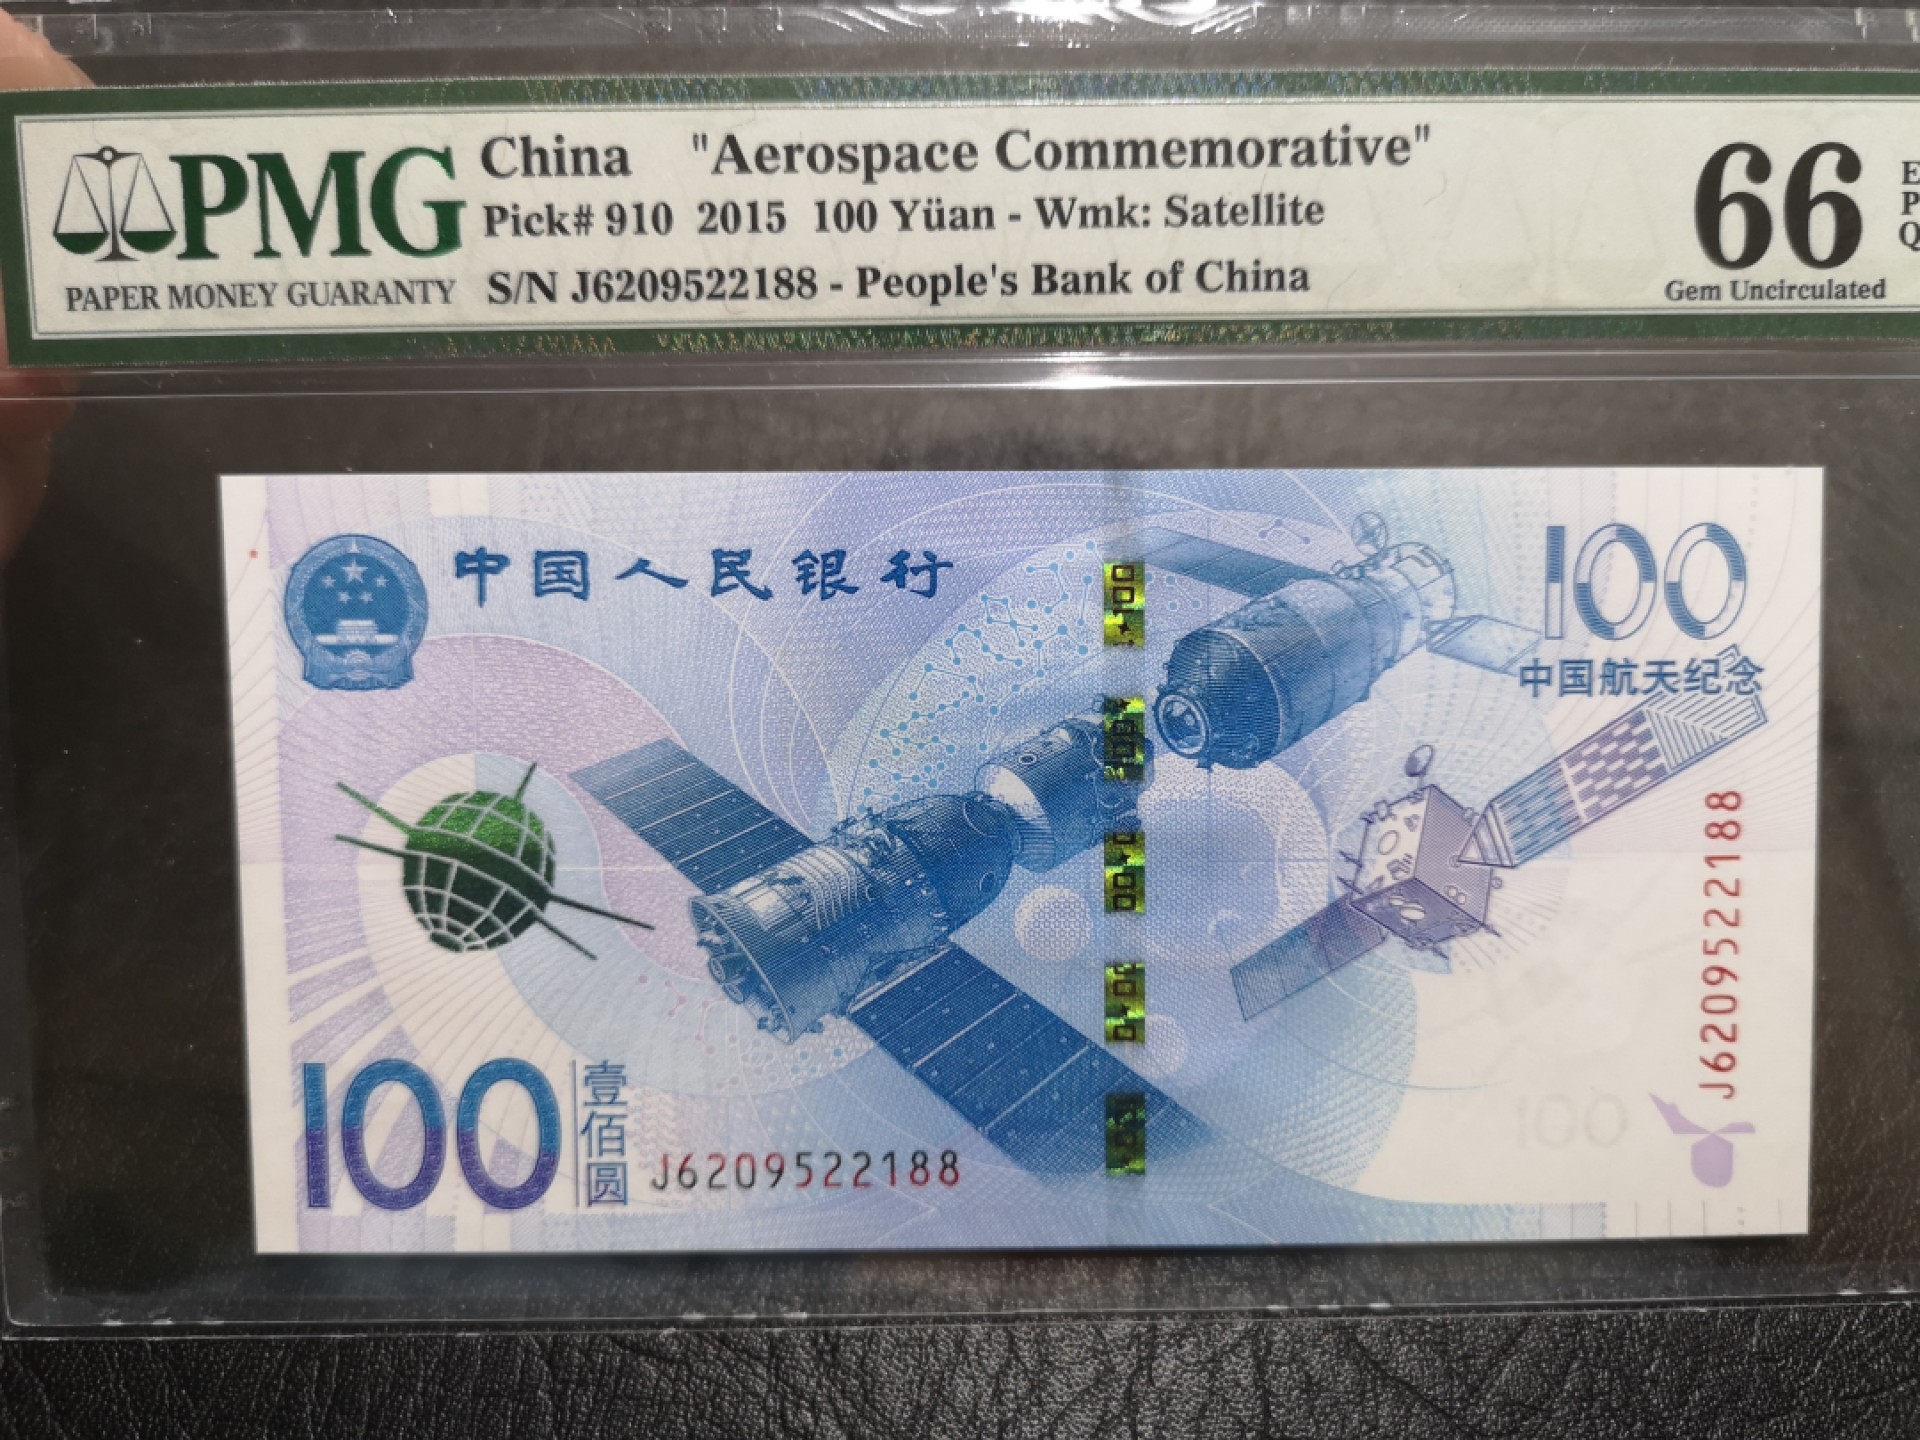 PMG
PAPER MONEY GUARANTY
China "Aerospace Commemorative"
Pick# 910 2015 100 Yüan - Wmk: Satellite
S/N J6209522188 - People's Bank of China
66
Gem Uncirculated
E
P
Q
中国人民银行
100
中国航天纪念
J6209522188
100
壹佰圆
J6209522188